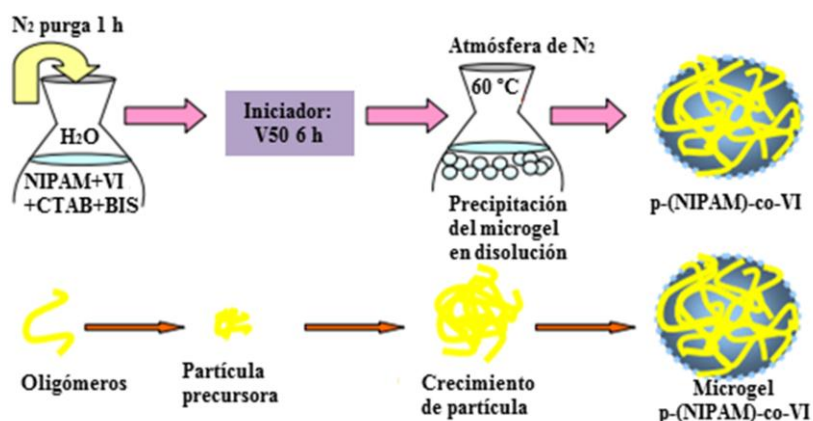 N₂ purga 1 h
H₂O
NIPAM+VI
+CTAB+BIS
Iniciador:
V50 6 h
Atmósfera de N₂
60 °C
Precipitación
del microgel
en disolución
p-(NIPAM)-co-VI
Oligómeros
Partícula
precursora
Crecimiento
de partícula
Microgel
p-(NIPAM)-co-VI